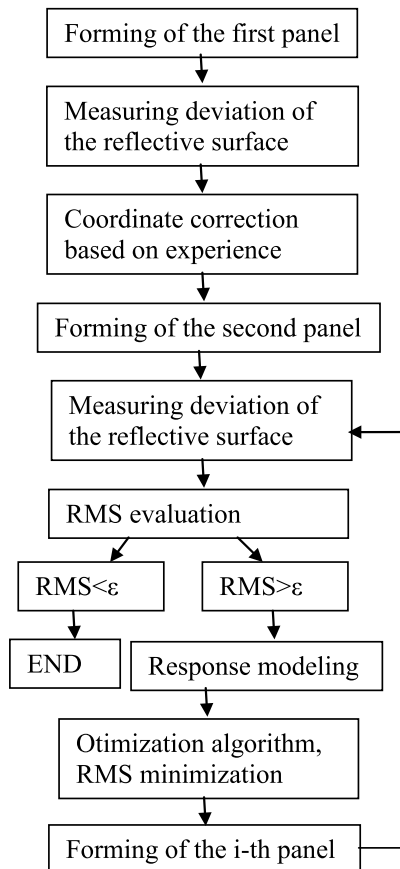 Forming of the first panel
Measuring deviation of
the reflective surface
Coordinate correction
based on experience
Forming of the second panel
Measuring deviation of
the reflective surface
RMS evaluation
RMS<ε
RMS>ε
END
Response modeling
Otimization algorithm,
RMS minimization
Forming of the i-th panel